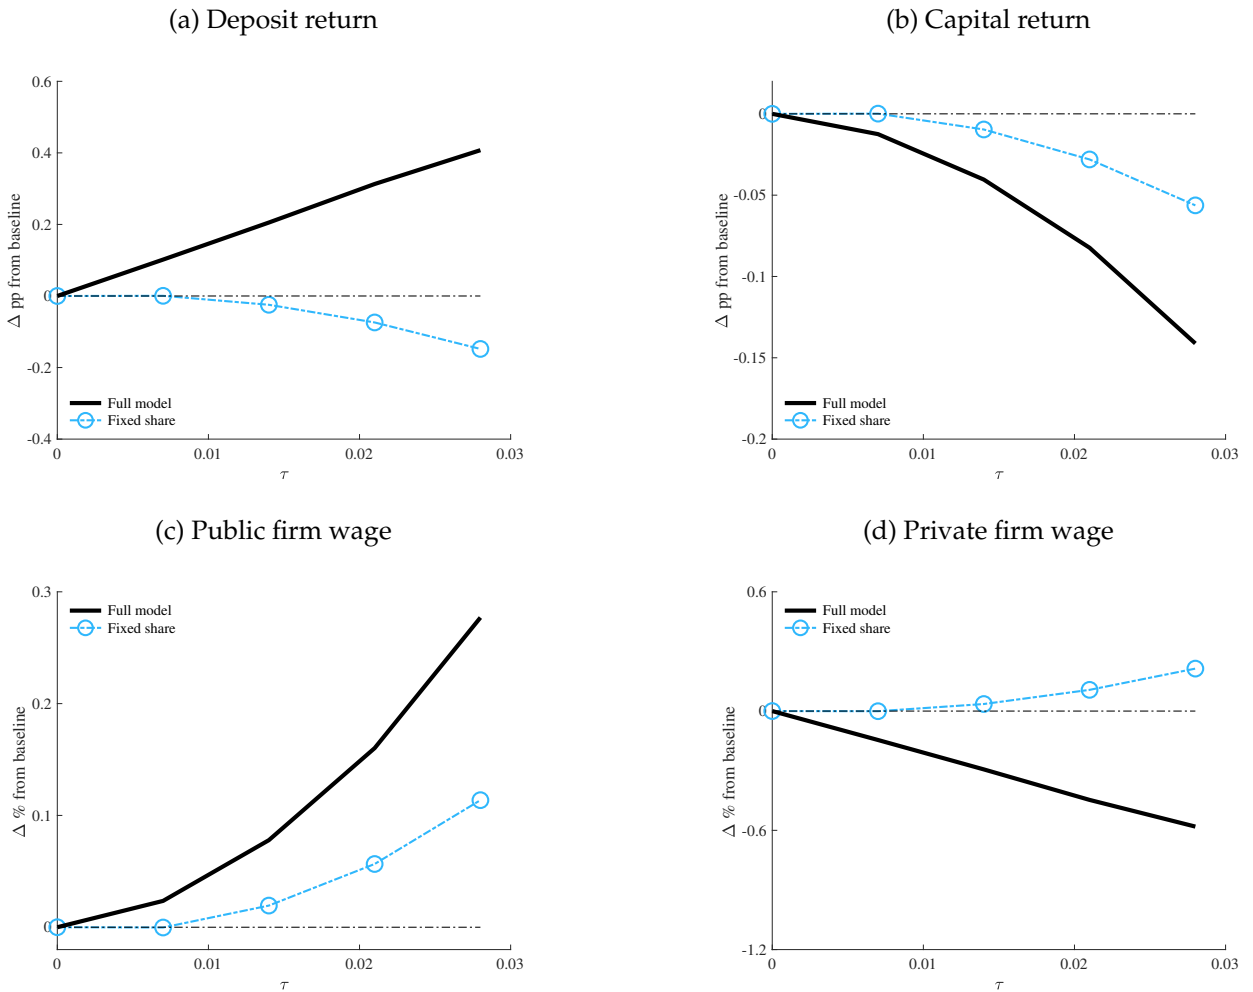 (a) Deposit return
0.6
0.4
0.2
0
-0.2
-0.4
Δ pp from baseline
Full model
Fixed share
0 0.01 0.02 0.03
τ
(b) Capital return
0
-0.05
-0.1
-0.15
-0.2
Δ pp from baseline
Full model
Fixed share
0 0.01 0.02 0.03
τ
(c) Public firm wage
0.3
0.2
0.1
0
Δ % from baseline
Full model
Fixed share
0 0.01 0.02 0.03
τ
(d) Private firm wage
0.6
0
-0.6
-1.2
Δ % from baseline
Full model
Fixed share
0 0.01 0.02 0.03
τ